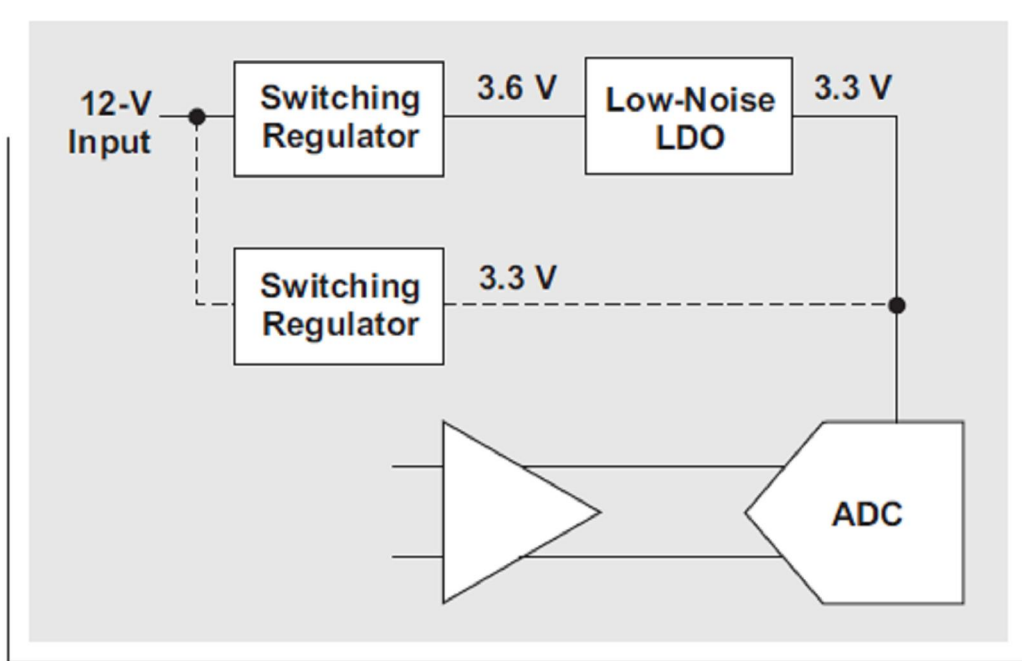 12-V
Input
Switching
Regulator
3.6 V
Low-Noise
LDO
3.3 V
Switching
Regulator
3.3 V
ADC